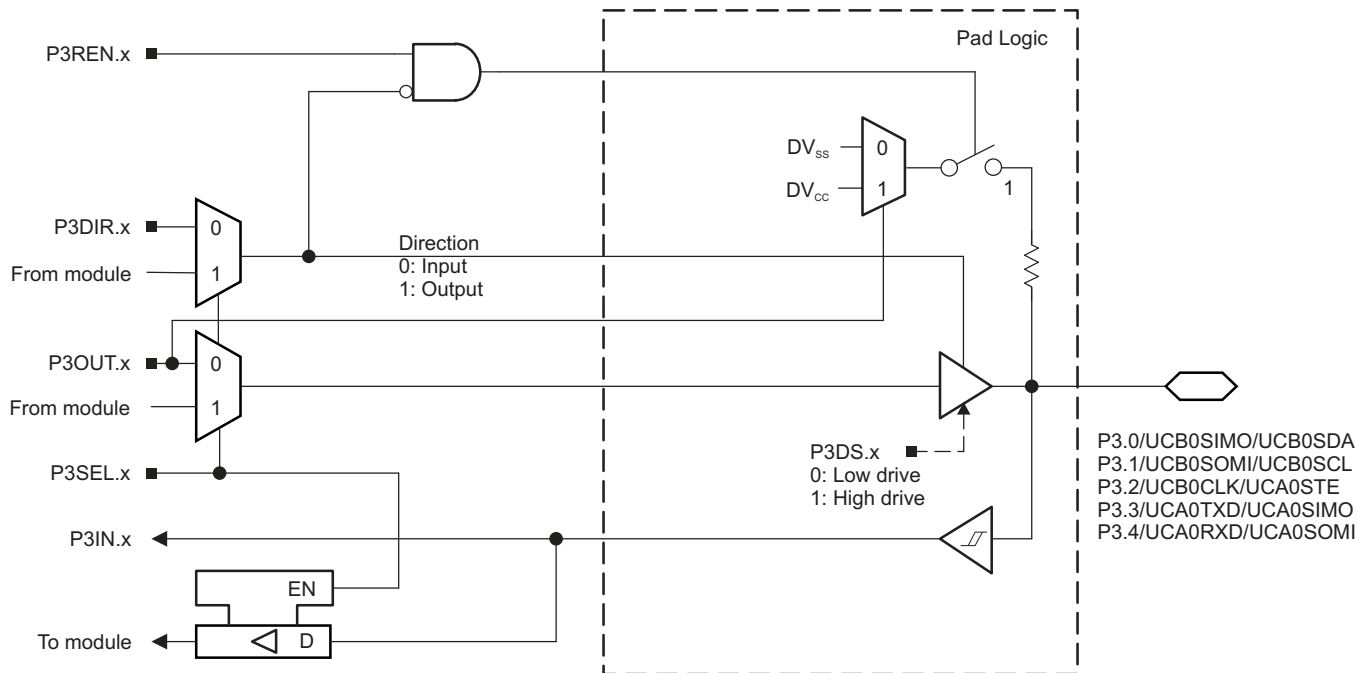 P3REN.x
Pad Logic
DVSS
0
DVCC
1
1
P3DIR.x
0
From module
1
Direction
0: Input
1: Output
P3OUT.x
0
From module
1
P3SEL.x
P3DS.x
0: Low drive
1: High drive
P3.0/UCB0SIMO/UCB0SDA
P3.1/UCB0SOMI/UCB0SCL
P3.2/UCB0CLK/UCA0STE
P3.3/UCA0TXD/UCA0SIMO
P3.4/UCA0RXD/UCA0SOMI
P3IN.x
EN
To module
D